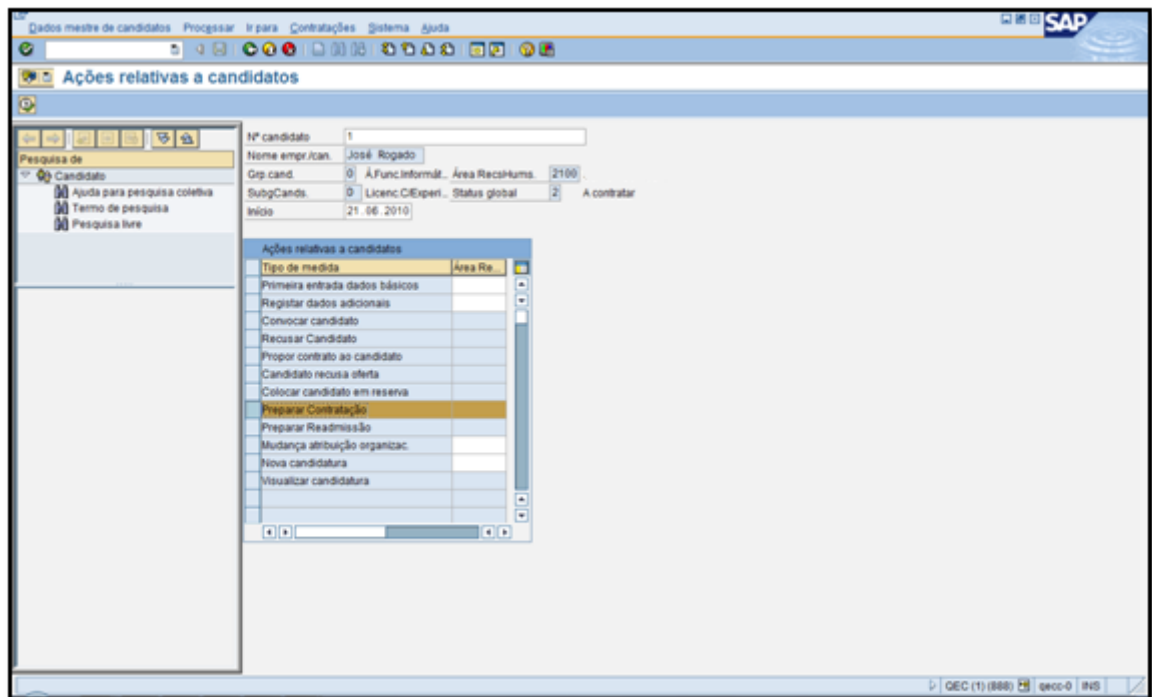 Dados mestre de candidatos Processar Ir para Contratações Sistema Ajuda
SAP
Ações relativas a candidatos
Pesquisa de
Candidato
Ajuda para pesquisa coletiva
Termo de pesquisa
Pesquisa livre
Nº candidato 1
Nome empr./can. José Rogado
Grp.cand. 0 Á.Func.Informát.. Área RecsHums. 2100 .
SubgCands. 0 Licenc.C/Experi.. Status global 2 A contratar
Início 21.06.2010
Ações relativas a candidatos
Tipo de medida Área Re...
Primeira entrada dados básicos
Registar dados adicionais
Convocar candidato
Recusar Candidato
Propor contrato ao candidato
Candidato recusa oferta
Colocar candidato em reserva
Preparar Contratação
Preparar Readmissão
Mudança atribuição organizac.
Nova candidatura
Visualizar candidatura
QEC (1) (888) qecc-0 INS